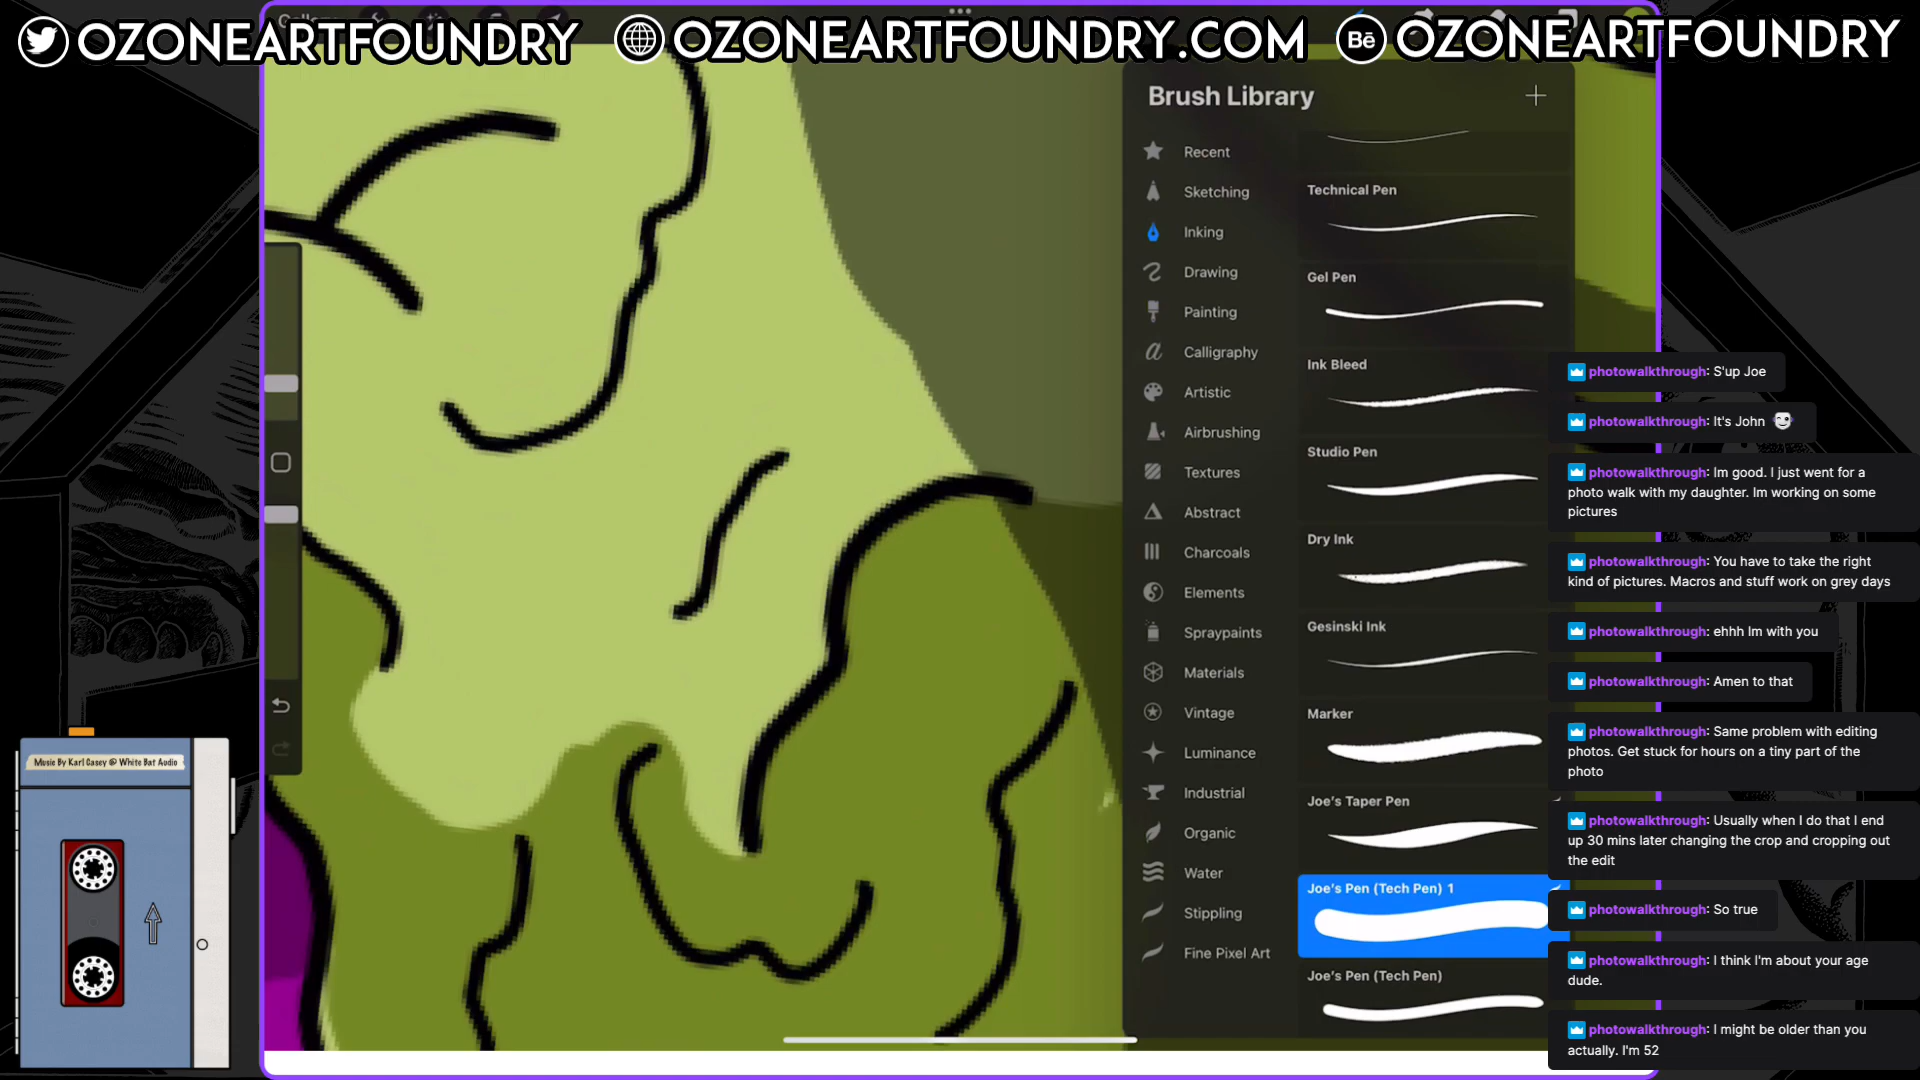 OZONEARTFOUNDRY
OZONEARTFOUNDRY.COM
Bē OZONEARTFOUNDRY
Brush Library
Recent
Sketching
Inking
Drawing
Painting
Calligraphy
Artistic
Airbrushing
Textures
Abstract
Charcoals
Elements
Spraypaints
Materials
Vintage
Luminance
Industrial
Organic
Water
Stippling
Fine Pixel Art
Technical Pen
Gel Pen
Ink Bleed
Studio Pen
Dry Ink
Gesinski Ink
Marker
Joe's Taper Pen
Joe's Pen (Tech Pen) 1
Joe's Pen (Tech Pen)
photowalkthrough: S'up Joe
photowalkthrough: It's John
photowalkthrough: Im good. I just went for a
photo walk with my daughter. Im working on some
pictures
photowalkthrough: You have to take the right
kind of pictures. Macros and stuff work on grey days
photowalkthrough: ehhh Im with you
photowalkthrough: Amen to that
photowalkthrough: Same problem with editing
photos. Get stuck for hours on a tiny part of the
photo
photowalkthrough: Usually when I do that I end
up 30 mins later changing the crop and cropping out
the edit
photowalkthrough: So true
photowalkthrough: I think I'm about your age
dude.
photowalkthrough: I might be older than you
actually. I'm 52
Music By Karl Casey @ White Bat Audio